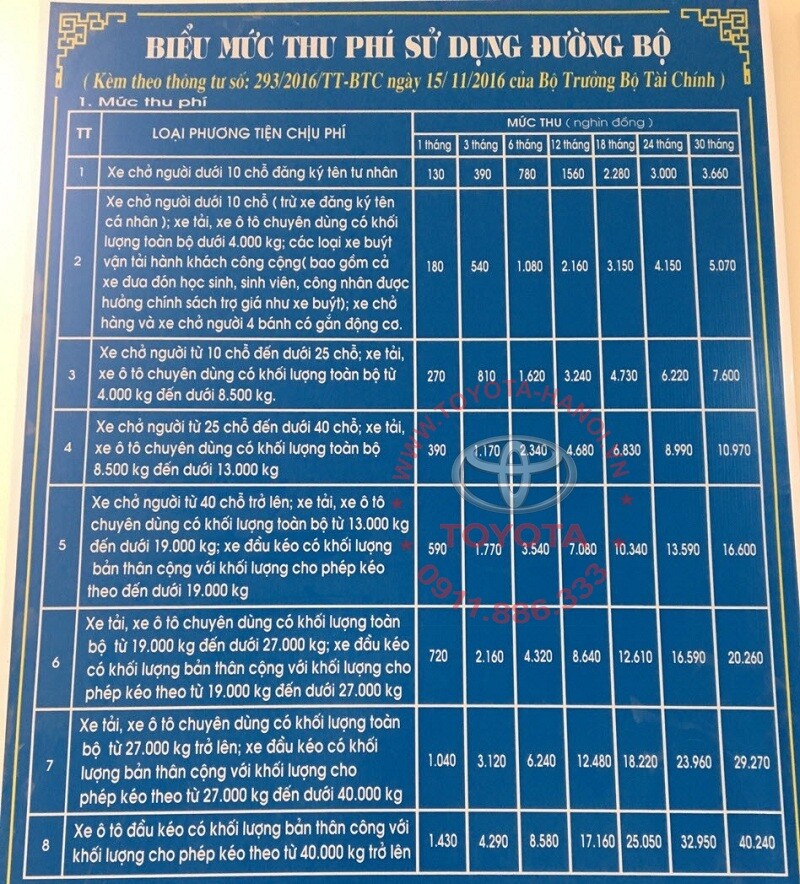 BIỂU MỨC THU PHÍ SỬ DỤNG ĐƯỜNG BỘ
( Kèm theo thông tư số: 293/2016/TT-BTC ngày 15/ 11/2016 của Bộ Trưởng Bộ Tài Chính )
1. Mức thu phí
TT LOẠI PHƯƠNG TIỆN CHỊU PHÍ MỨC THU ( nghìn đồng )
1 tháng 3 tháng 6 tháng 12 tháng 18 tháng 24 tháng 30 tháng
1 Xe chở người dưới 10 chỗ đăng ký tên tư nhân 130 390 780 1560 2.280 3.000 3.660
Xe chở người dưới 10 chỗ ( trừ xe đăng ký tên
cá nhân ); xe tải, xe ô tô chuyên dùng có khối
lượng toàn bộ dưới 4.000 kg; các loại xe buýt
2 vận tải hành khách công cộng( bao gồm cả 180 540 1.080 2.160 3.150 4.150 5.070
xe đưa đón học sinh, sinh viên, công nhân được
hưởng chính sách trợ giá như xe buýt); xe chở
hàng và xe chở người 4 bánh có gắn động cơ.
Xe chở người từ 10 chỗ đến dưới 25 chỗ; xe tải,
3 xe ô tô chuyên dùng có khối lượng toàn bộ từ 270 810 1.620 3.240 4.730 6.220 7.600
4.000 kg đến dưới 8.500 kg.
Xe chở người từ 25 chỗ đến dưới 40 chỗ; xe tải,
4 xe ô tô chuyên dùng có khối lượng toàn bộ 390 1.170 2.340 4.680 6.830 8.990 10.970
8.500 kg đến dưới 13.000 kg
Xe chở người từ 40 chỗ trở lên; xe tải, xe ô tô
chuyên dùng có khối lượng toàn bộ từ 13.000 kg
5 đến dưới 19.000 kg; xe đầu kéo có khối lượng 590 1.770 3.540 7.080 10.340 13.590 16.600
bản thân cộng với khối lượng cho phép kéo
theo đến dưới 19.000 kg
Xe tải, xe ô tô chuyên dùng có khối lượng toàn
bộ từ 19.000 kg đến dưới 27.000 kg; xe đầu kéo
6 có khối lượng bản thân cộng với khối lượng cho 720 2.160 4.320 8.640 12.610 16.590 20.260
phép kéo theo từ 19.000 kg đến dưới 27.000 kg
Xe tải, xe ô tô chuyên dùng có khối lượng toàn
bộ từ 27.000 kg trở lên; xe đầu kéo có khối
7 lượng bản thân cộng với khối lượng cho 1.040 3.120 6.240 12.480 18.220 23.960 29.270
phép kéo theo từ 27.000 kg đến dưới 40.000 kg
Xe ô tô đầu kéo có khối lượng bản thân công với
8 khối lượng cho phép kéo theo từ 40.000 kg trở lên 1.430 4.290 8.580 17.160 25.050 32.950 40.240
WWW.TOYOTA-HANOI.VN
TOYOTA
0911.886.333